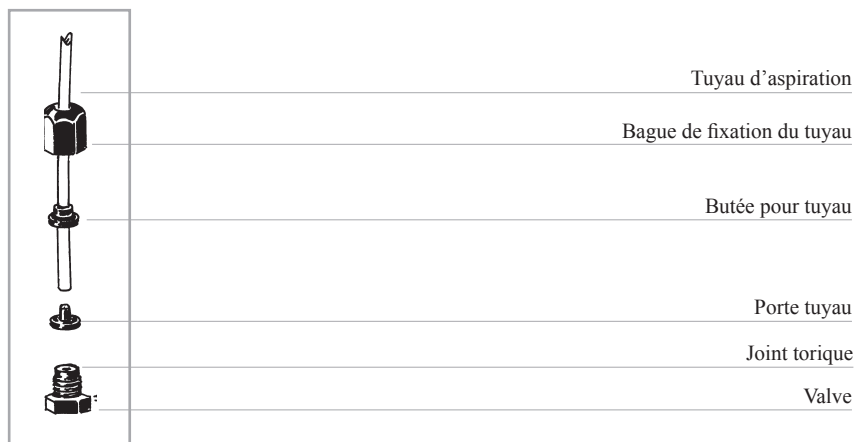 Tuyau d’aspiration
Bague de fixation du tuyau
Butée pour tuyau
Porte tuyau
Joint torique
Valve